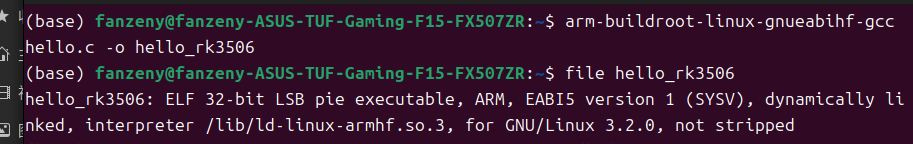 (base) fanzeny@fanzeny-ASUS-TUF-Gaming-F15-FX507ZR:~$ arm-buildroot-linux-gnueabihf-gcc
hello.c -o hello_rk3506
(base) fanzeny@fanzeny-ASUS-TUF-Gaming-F15-FX507ZR:~$ file hello_rk3506
hello_rk3506: ELF 32-bit LSB pie executable, ARM, EABI5 version 1 (SYSV), dynamically li
nked, interpreter /lib/ld-linux-armhf.so.3, for GNU/Linux 3.2.0, not stripped